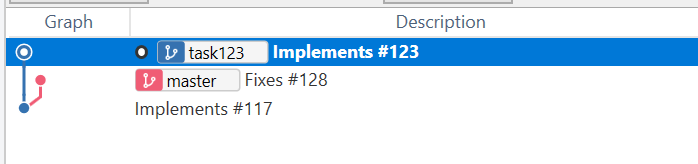 Graph Description
task123 Implements #123
master Fixes #128
Implements #117